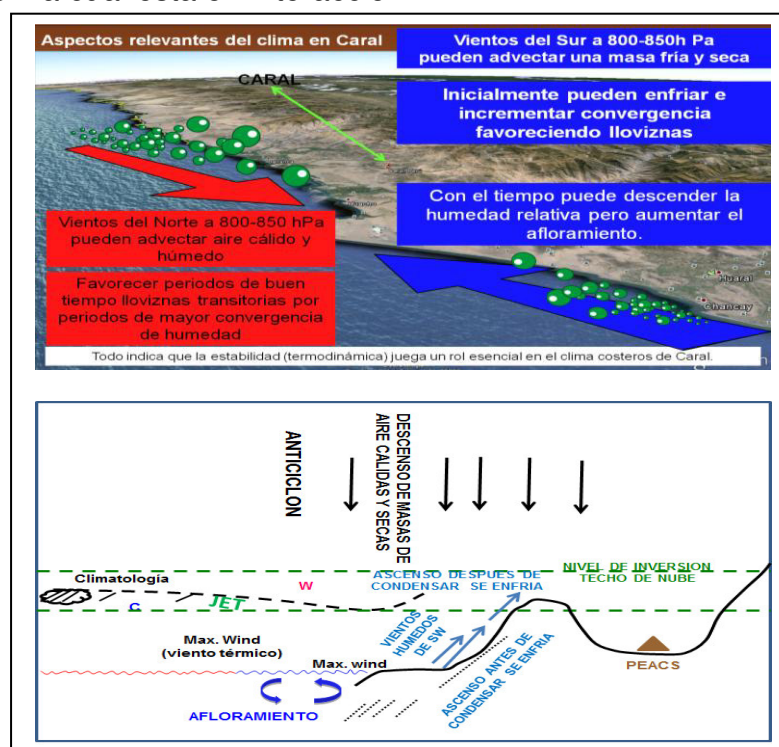 Aspectos relevantes del clima en Caral
Vientos del Sur a 800-850h Pa
pueden advectar una masa fría y seca
CARAL
Inicialmente pueden enfriar e
incrementar convergencia
favoreciendo lloviznas
Con el tiempo puede descender la
humedad relativa pero aumentar el
afloramiento.
Vientos del Norte a 800-850 hPa
pueden advectar aire cálido y
húmedo
Favorecer periodos de buen
tiempo lloviznas transitorias por
periodos de mayor convergencia
de humedad
Huaral
Chancay
Todo indica que la estabilidad (termodinámica) juega un rol esencial en el clima costeros de Caral.
ANTICICLON
DESCENSO DE MASAS DE
AIRE CALIDAS Y SECAS
Climatología
W
C
JET
ASCENSO DESPUES DE
CONDENSAR SE ENFRIA
NIVEL DE INVERSION
TECHO DE NUBE
Max. Wind
(viento térmico)
Max. wind
VIENTOS
HUMEDOS
DE SW
ASCENSO ANTES DE
CONDENSAR SE ENFRIA
PEACS
AFLORAMIENTO